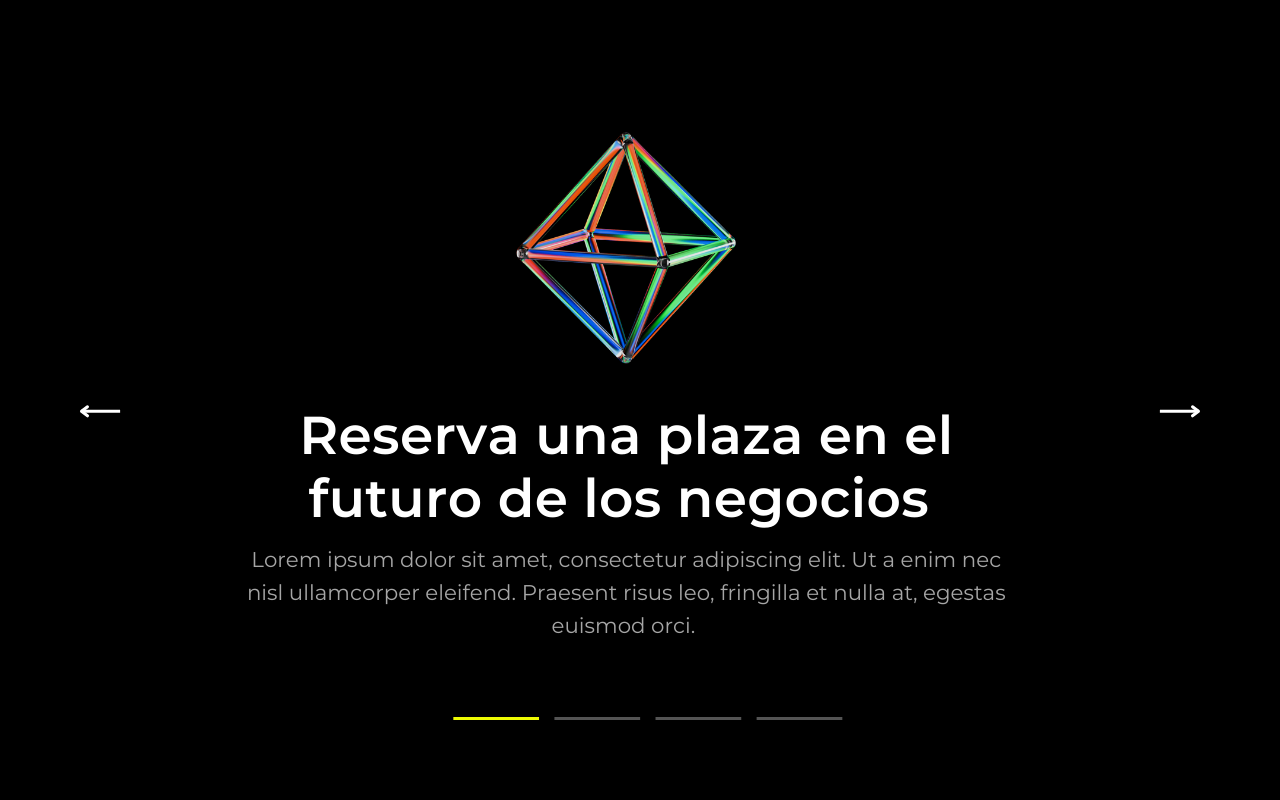 Reserva una plaza en el
futuro de los negocios
Lorem ipsum dolor sit amet, consectetur adipiscing elit. Ut a enim nec
nisl ullamcorper eleifend. Praesent risus leo, fringilla et nulla at, egestas
euismod orci.